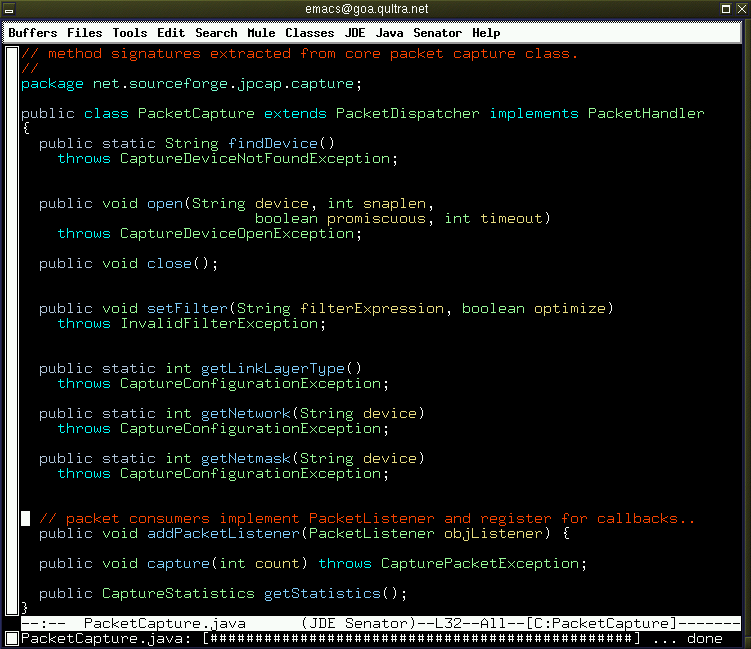 emacs@goa.qultra.net
Buffers Files Tools Edit Search Mule Classes JDE Java Senator Help
// method signatures extracted from core packet capture class.
//
package net.sourceforge.jpcap.capture;
public class PacketCapture extends PacketDispatcher implements PacketHandler
{
public static String findDevice()
throws CaptureDeviceNotFoundException;
public void open(String device, int snaplen,
boolean promiscuous, int timeout)
throws CaptureDeviceOpenException;
public void close();
public void setFilter(String filterExpression, boolean optimize)
throws InvalidFilterException;
public static int getLinkLayerType()
throws CaptureConfigurationException;
public static int getNetwork(String device)
throws CaptureConfigurationException;
public static int getNetmask(String device)
throws CaptureConfigurationException;
// packet consumers implement PacketListener and register for callbacks..
public void addPacketListener(PacketListener objListener) {
public void capture(int count) throws CapturePacketException;
public CaptureStatistics getStatistics();
}
--:-- PacketCapture.java (JDE Senator)--L32--All--[C:PacketCapture]-------
PacketCapture.java: [###############################################] ... done